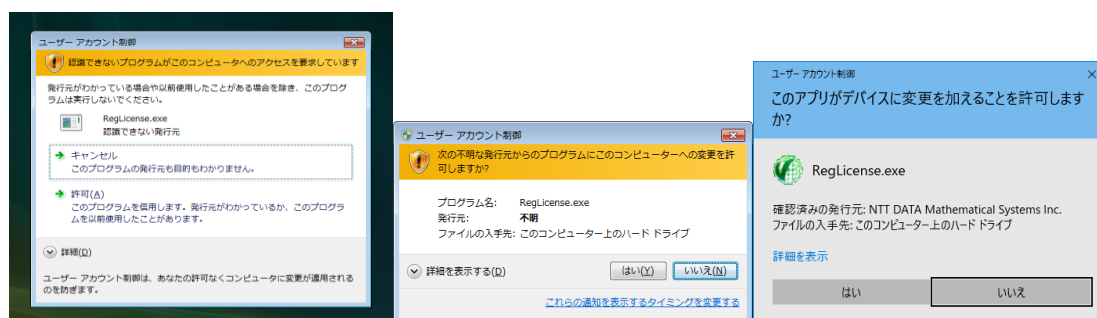 ユーザー アカウント制御
認識できないプログラムがこのコンピュータへのアクセスを要求しています
発行元がわかっている場合や以前使用したことがある場合を除き、このプログ
ラムは実行しないでください。
RegLicense.exe
認識できない発行元
キャンセル
このプログラムの発行元も目的もわかりません。
許可(A)
このプログラムを信用します。発行元がわかっているか、このプログラ
ムを以前使用したことがあります。
詳細(D)
ユーザー アカウント制御は、あなたの許可なくコンピュータに変更が適用される
のを防ぎます。
ユーザー アカウント制御
次の不明な発行元からのプログラムにこのコンピューターへの変更を許
可しますか?
プログラム名: RegLicense.exe
発行元: 不明
ファイルの入手先: このコンピューター上のハード ドライブ
詳細を表示する(D)
はい(Y)
いいえ(N)
これらの通知を表示するタイミングを変更する
ユーザー アカウント制御
×
このアプリがデバイスに変更を加えることを許可します
か?
RegLicense.exe
確認済みの発行元: NTT DATA Mathematical Systems Inc.
ファイルの入手先: このコンピューター上のハード ドライブ
詳細を表示
はい
いいえ